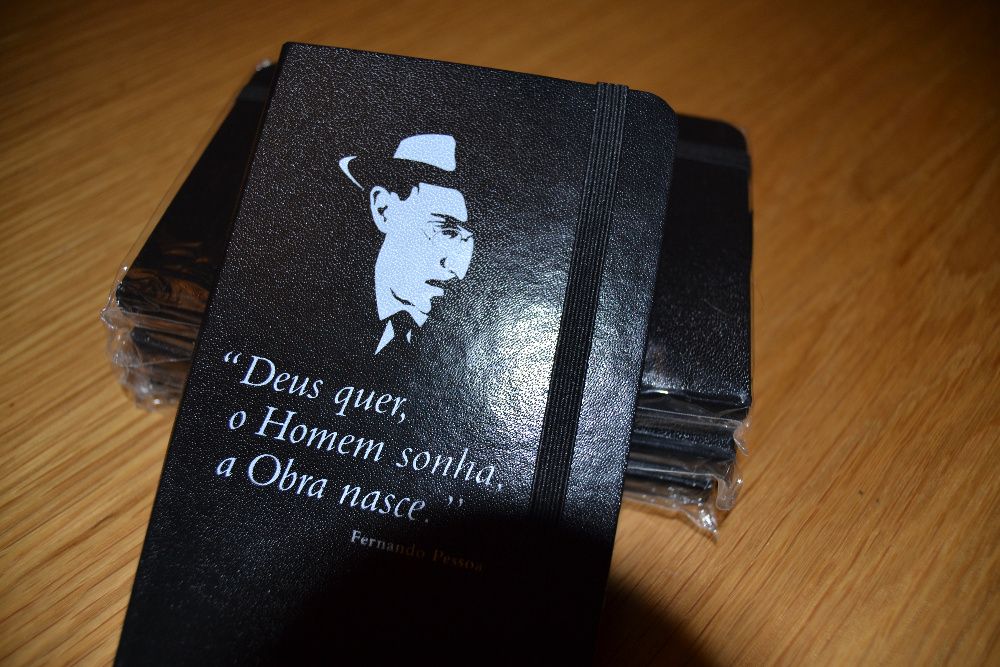 “Deus quer,
o Homem sonha,
a Obra nasce.”
Fernando Pessoa